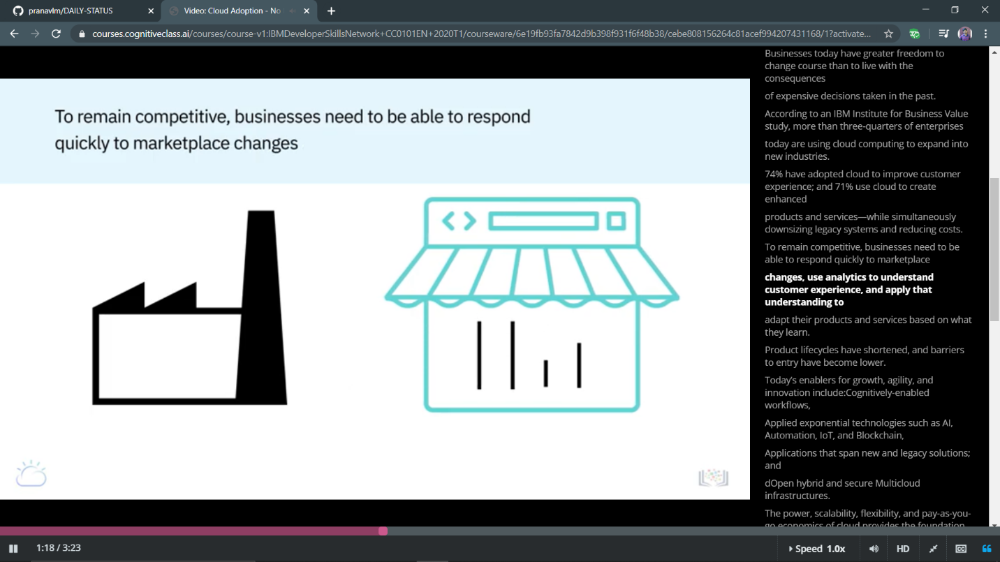 pranavlm/DAILY-STATUS
Video: Cloud Adoption - No
courses.cognitiveclass.ai/courses/course-v1:IBMDeveloperSkillsNetwork+CC0101EN+2020T1/courseware/6e19fb93fa7842d9b398f931f6f48b38/cebe808156264c81acef994207431168/1?activate...
To remain competitive, businesses need to be able to respond
quickly to marketplace changes
Businesses today have greater freedom to
change course than to live with the
consequences
of expensive decisions taken in the past.
According to an IBM Institute for Business Value
study, more than three-quarters of enterprises
today are using cloud computing to expand into
new industries.
74% have adopted cloud to improve customer
experience; and 71% use cloud to create
enhanced
products and services—while simultaneously
downsizing legacy systems and reducing costs.
To remain competitive, businesses need to be
able to respond quickly to marketplace
changes, use analytics to understand
customer experience, and apply that
understanding to
adapt their products and services based on what
they learn.
Product lifecycles have shortened, and barriers
to entry have become lower.
Today's enablers for growth, agility, and
innovation include:Cognitively-enabled
workflows,
Applied exponential technologies such as AI,
Automation, IoT, and Blockchain,
Applications that span new and legacy solutions;
and
dOpen hybrid and secure Multicloud
infrastructures.
The power, scalability, flexibility, and pay-as-you-
go economics of cloud provides the foundation
1:18 / 3:23
Speed 1.0x
HD
CC